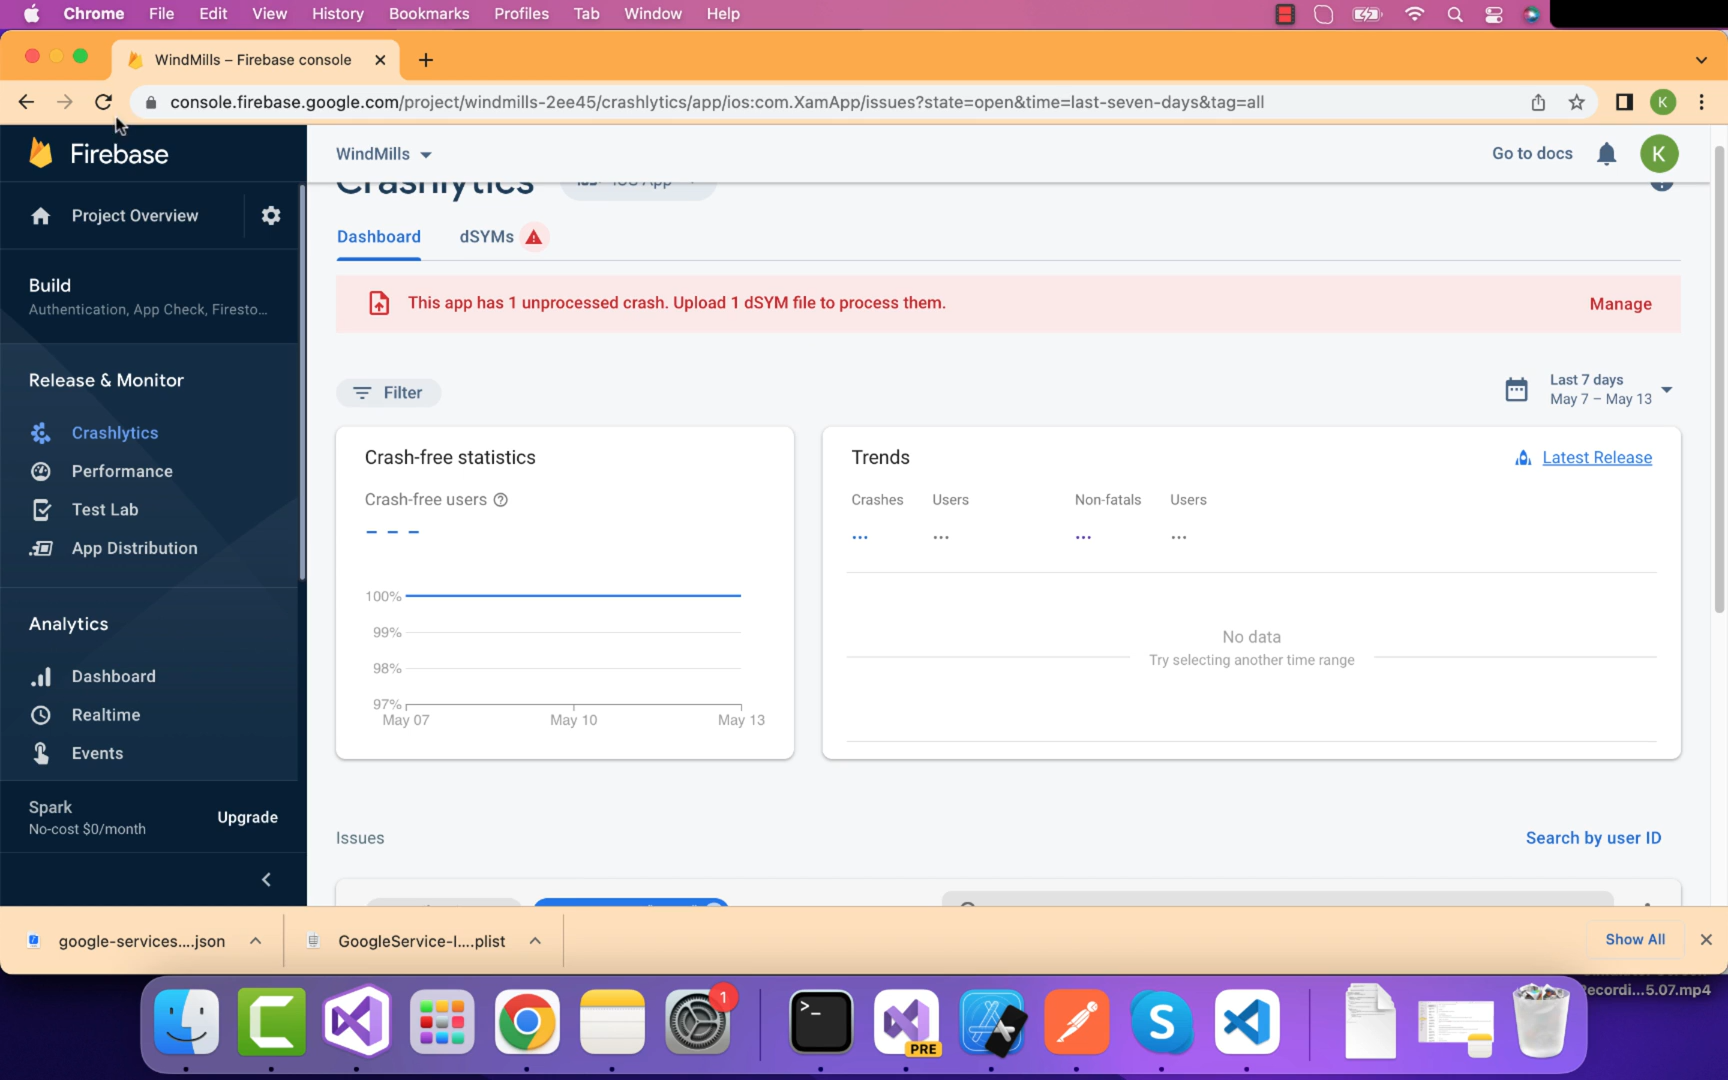 Chrome File Edit View History Bookmarks Profiles Tab Window Help
WindMills – Firebase console
console.firebase.google.com/project/windmills-2ee45/crashlytics/app/ios:com.XamApp/issues?state=open&time=last-seven-days&tag=all
K
Firebase
WindMills
Go to docs
K
Crashlytics
Project Overview
Dashboard
dSYMs
Build
Authentication, App Check, Firesto...
This app has 1 unprocessed crash. Upload 1 dSYM file to process them.
Manage
Release & Monitor
Filter
Last 7 days
May 7 – May 13
Crashlytics
Performance
Test Lab
App Distribution
Crash-free statistics
Crash-free users
100%
99%
98%
97%
May 07 May 10 May 13
Trends
Latest Release
Crashes Users Non-fatals Users
... ... ... ...
No data
Try selecting another time range
Analytics
Dashboard
Realtime
Events
Spark
No-cost $0/month
Upgrade
Issues
Search by user ID
google-services....json
GoogleService-I....plist
Show All
Recordi...5.07.mp4
1
PRE